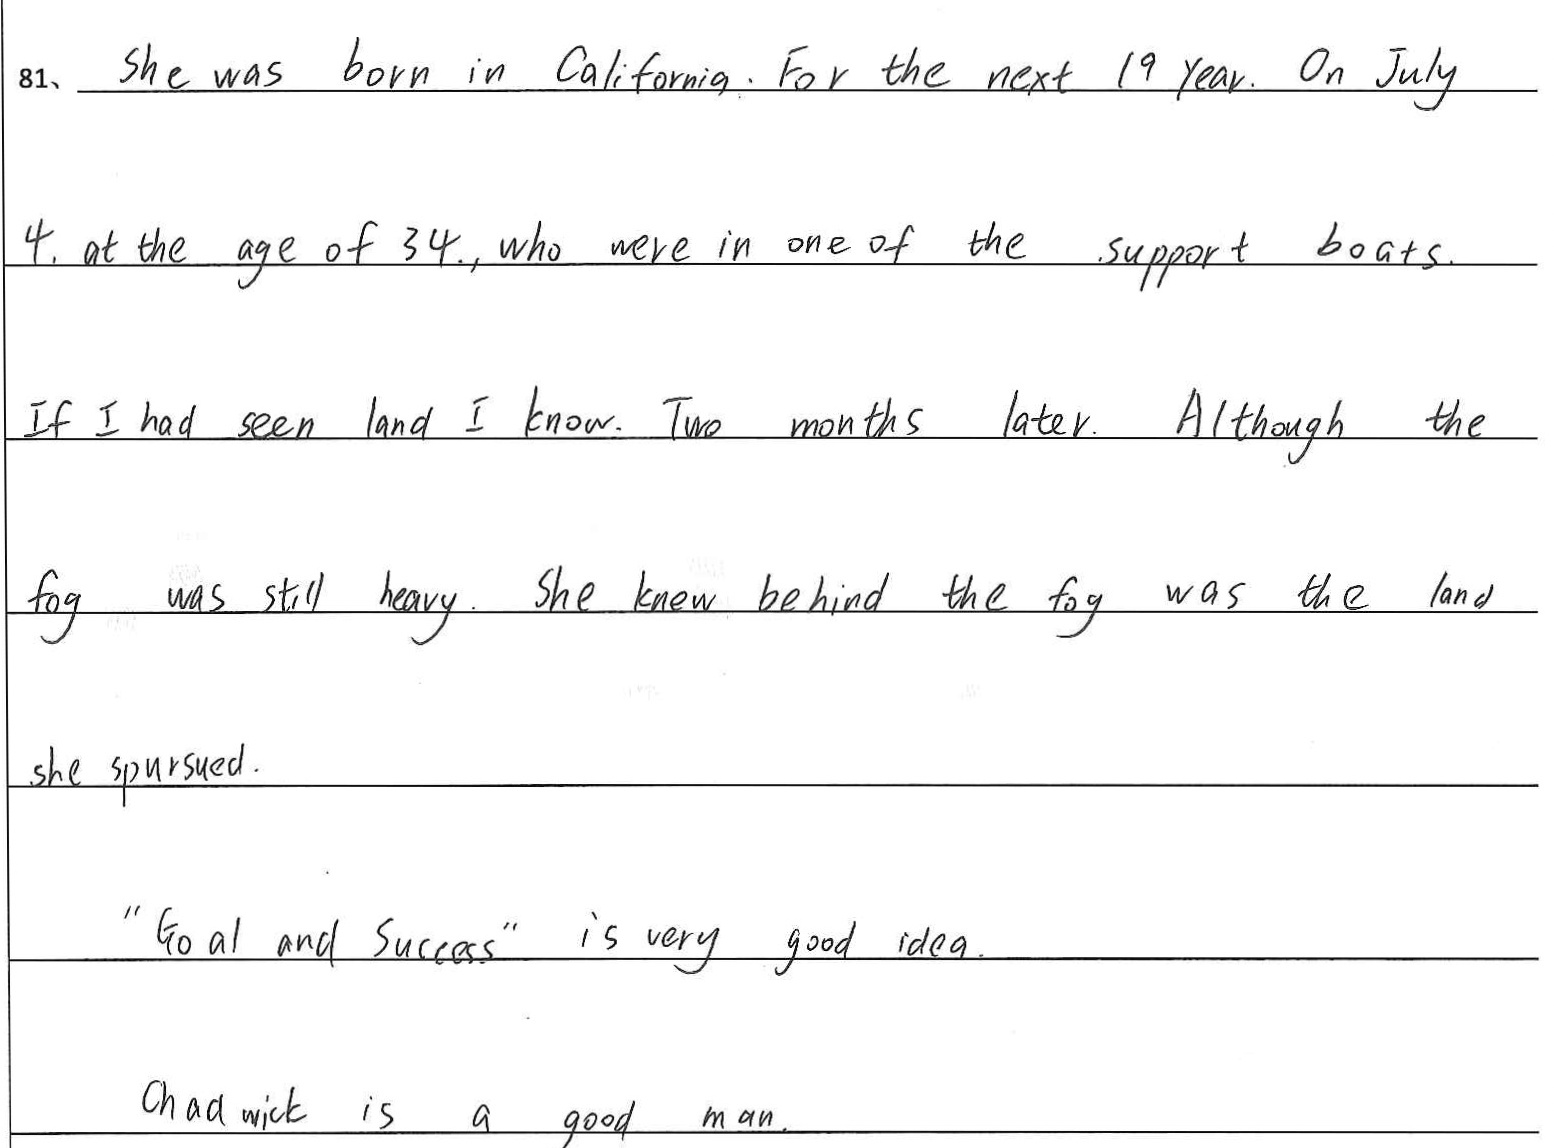 81、 She was born in California. For the next 19 year. On July
4. at the age of 34., who were in one of the support boats.
If I had seen land I know. Two months later. Although the
fog was still heavy. She knew behind the fog was the land
she spursued.
"Goal and Success" is very good idea.
Chadwick is a good man.